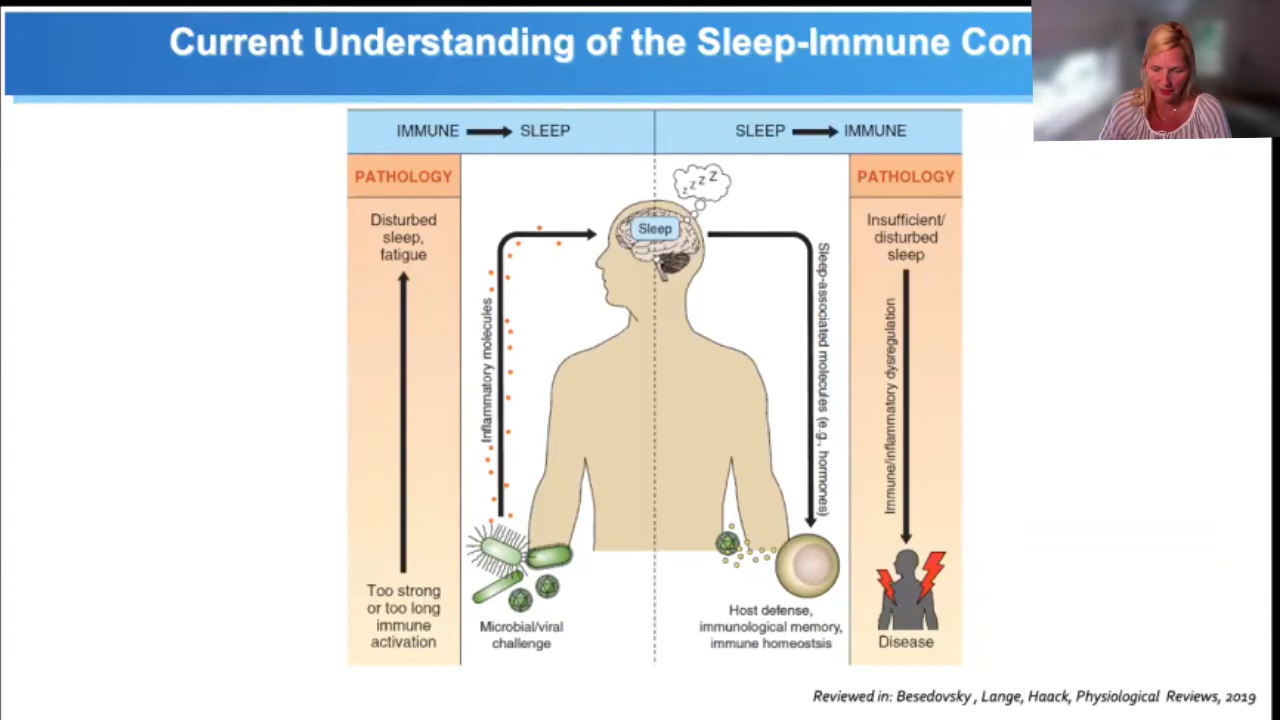 Current Understanding of the Sleep-Immune Con
IMMUNE SLEEP
SLEEP IMMUNE
PATHOLOGY
Disturbed
sleep,
fatigue
Too strong
or too long
immune
activation
Inflammatory molecules
Microbial/viral
challenge
zzzZ
Sleep
Sleep-associated molecules (e.g., hormones)
Host defense,
immunological memory,
immune homeostsis
PATHOLOGY
Insufficient/
disturbed
sleep
Immune/inflammatory dysregulation
Disease
Reviewed in: Besedovsky , Lange, Haack, Physiological Reviews, 2019